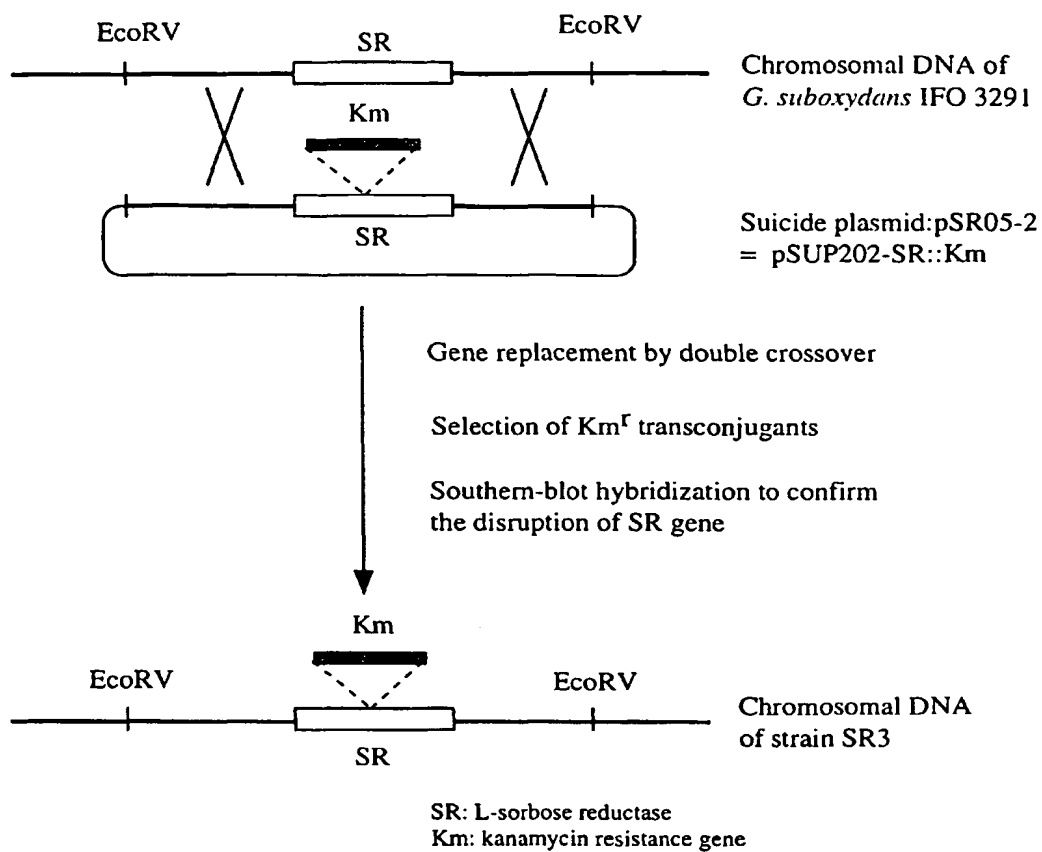 EcoRV
SR
EcoRV
Chromosomal DNA of
G. suboxydans IFO 3291
Km
SR
Suicide plasmid:pSR05-2
= pSUP202-SR::Km
Gene replacement by double crossover
Selection of Kmr transconjugants
Southern-blot hybridization to confirm
the disruption of SR gene
Km
EcoRV
EcoRV
Chromosomal DNA
of strain SR3
SR
SR: L-sorbose reductase
Km: kanamycin resistance gene